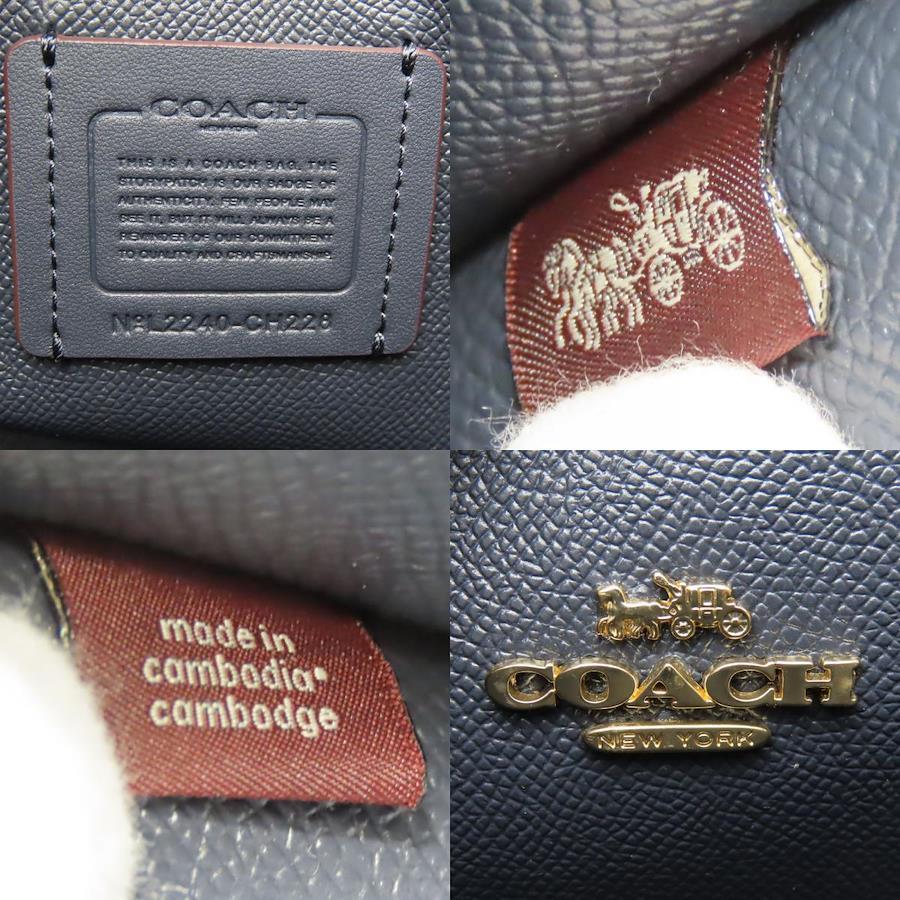 COACH
THIS IS A COACH BAG. THE
STORYPATCH IS OUR BADGE OF
AUTHENTICITY. FEW PEOPLE MAY
SEE IT, BUT IT WILL ALWAYS BE A
REMINDER OF OUR COMMITMENT
TO QUALITY AND CRAFTSMANSHIP.
NºL2240-CH228
made in
cambodia•
cambodge
COACH
NEW YORK